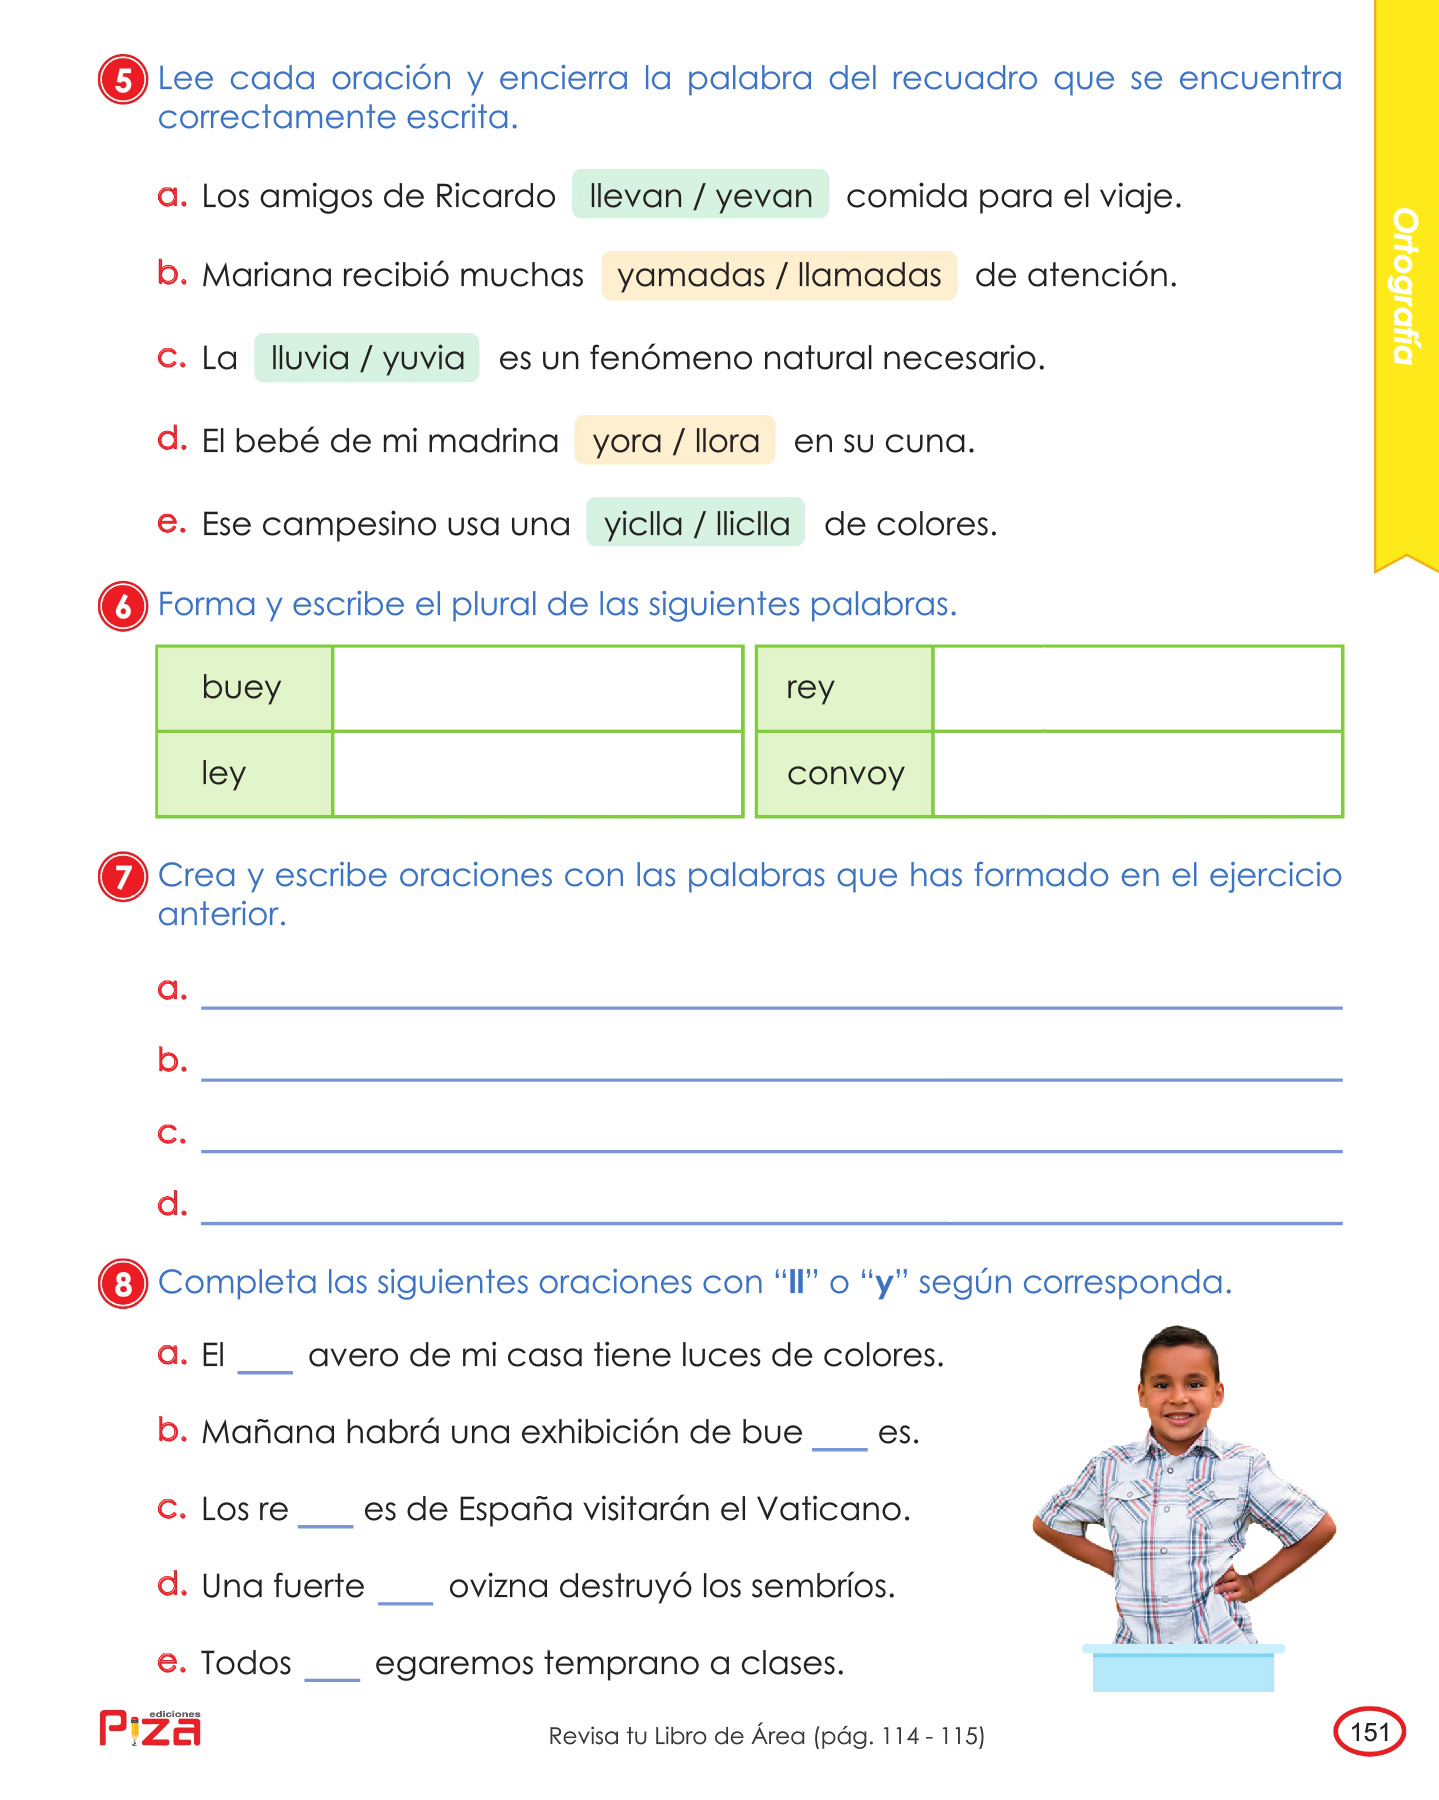 5 Lee cada oración y encierra la palabra del recuadro que se encuentra
correctamente escrita.
a. Los amigos de Ricardo llevan / yevan comida para el viaje.
b. Mariana recibió muchas yamadas / llamadas de atención.
c. La lluvia / yuvia es un fenómeno natural necesario.
d. El bebé de mi madrina yora / llora en su cuna.
e. Ese campesino usa una yiclla / lliclla de colores.
Ortografía
6 Forma y escribe el plural de las siguientes palabras.
buey rey
ley convoy
7 Crea y escribe oraciones con las palabras que has formado en el ejercicio
anterior.
a.
b.
c.
d.
8 Completa las siguientes oraciones con “ll” o “y” según corresponda.
a. El ___ avero de mi casa tiene luces de colores.
b. Mañana habrá una exhibición de bue ___ es.
c. Los re ___ es de España visitarán el Vaticano.
d. Una fuerte ___ ovizna destruyó los sembríos.
e. Todos ___ egaremos temprano a clases.
ediciones
Piza
Revisa tu Libro de Área (pág. 114 - 115)
151